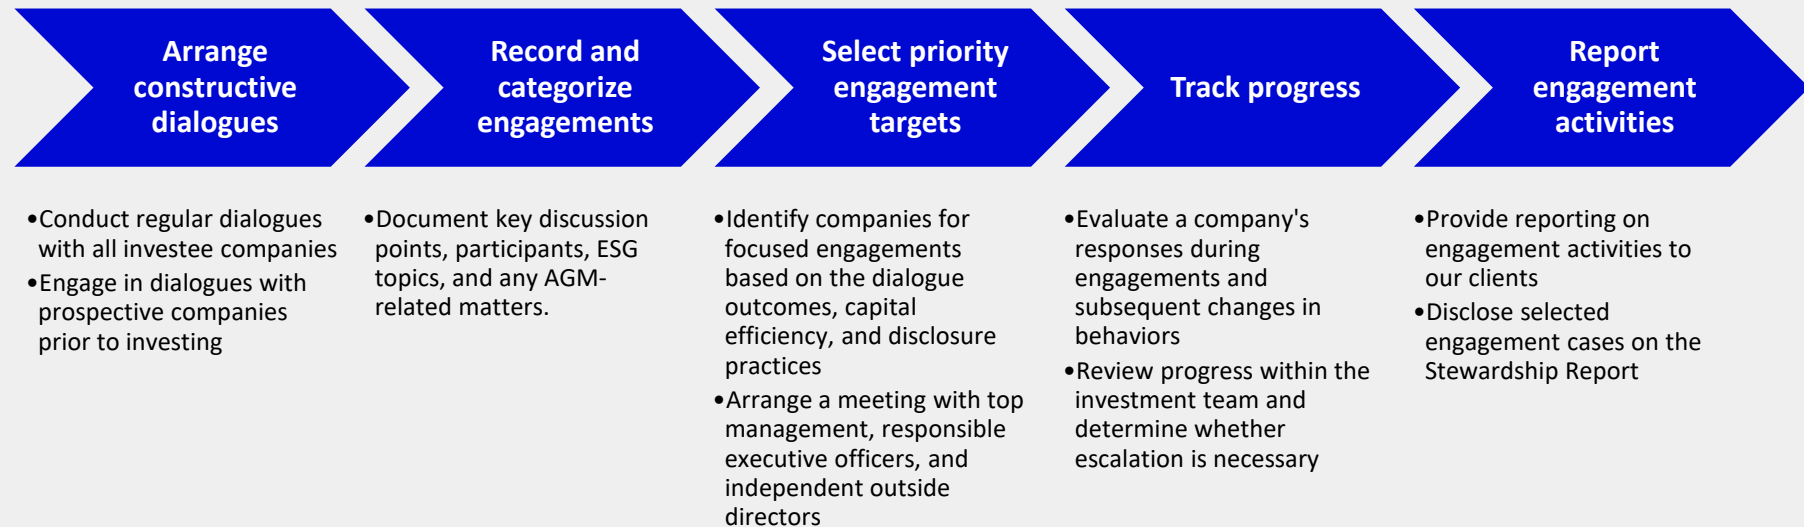 Arrange
constructive
dialogues
•Conduct regular dialogues
with all investee companies
•Engage in dialogues with
prospective companies
prior to investing
Record and
categorize
engagements
•Document key discussion
points, participants, ESG
topics, and any AGM-
related matters.
Select priority
engagement
targets
•Identify companies for
focused engagements
based on the dialogue
outcomes, capital
efficiency, and disclosure
practices
•Arrange a meeting with top
management, responsible
executive officers, and
independent outside
directors
Track progress
•Evaluate a company's
responses during
engagements and
subsequent changes in
behaviors
•Review progress within the
investment team and
determine whether
escalation is necessary
Report
engagement
activities
•Provide reporting on
engagement activities to
our clients
•Disclose selected
engagement cases on the
Stewardship Report